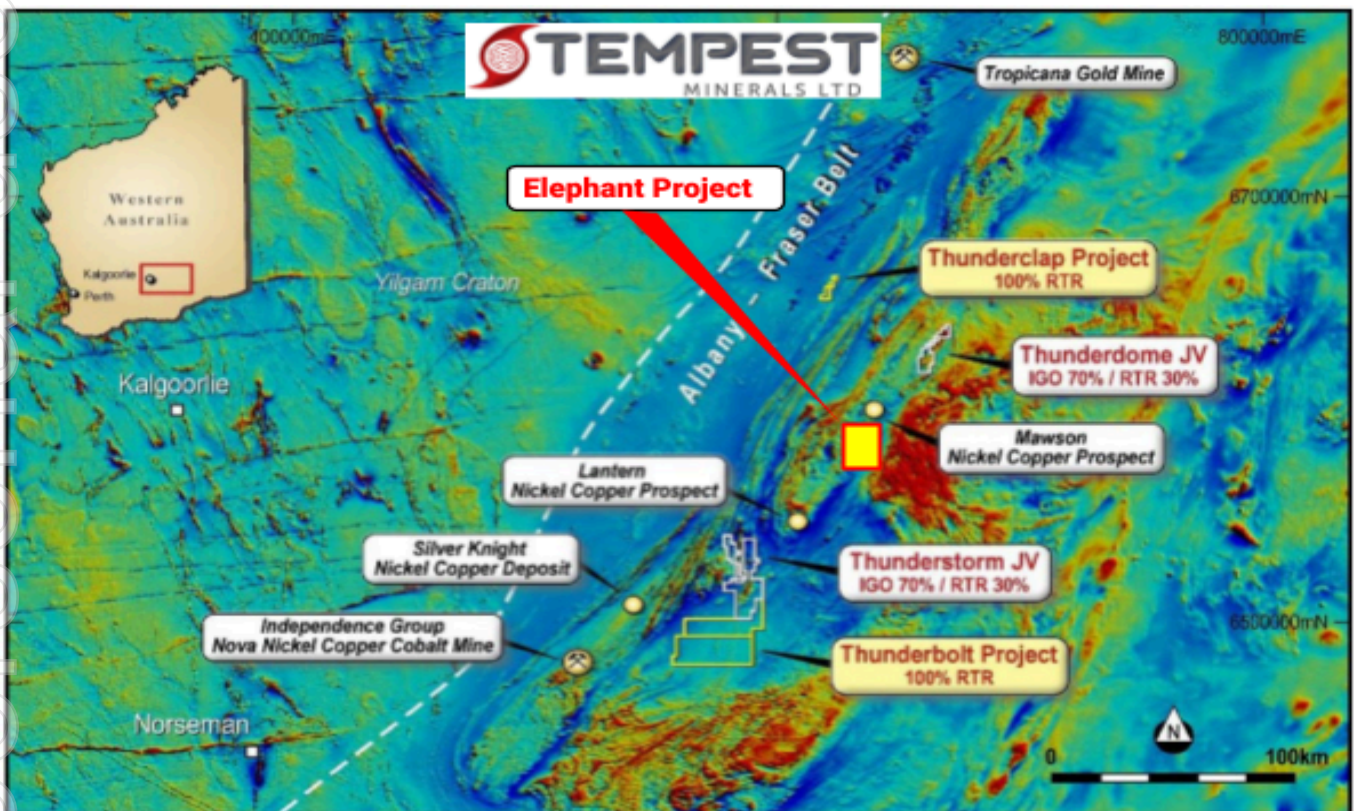 400000mE
TEMPEST
MINERALS LTD
800000mE
Tropicana Gold Mine
Western
Australia
Kalgoorlie
Perth
Elephant Project
6700000mN
Albany - Fraser Belt
Thunderclap Project
100% RTR
Yilgarn Craton
Thunderdome JV
IGO 70% / RTR 30%
Kalgoorlie
Mawson
Nickel Copper Prospect
Lantern
Nickel Copper Prospect
Silver Knight
Nickel Copper Deposit
Thunderstorm JV
IGO 70% / RTR 30%
Independence Group
Nova Nickel Copper Cobalt Mine
6500000mN
Thunderbolt Project
100% RTR
Norseman
N
0
100km